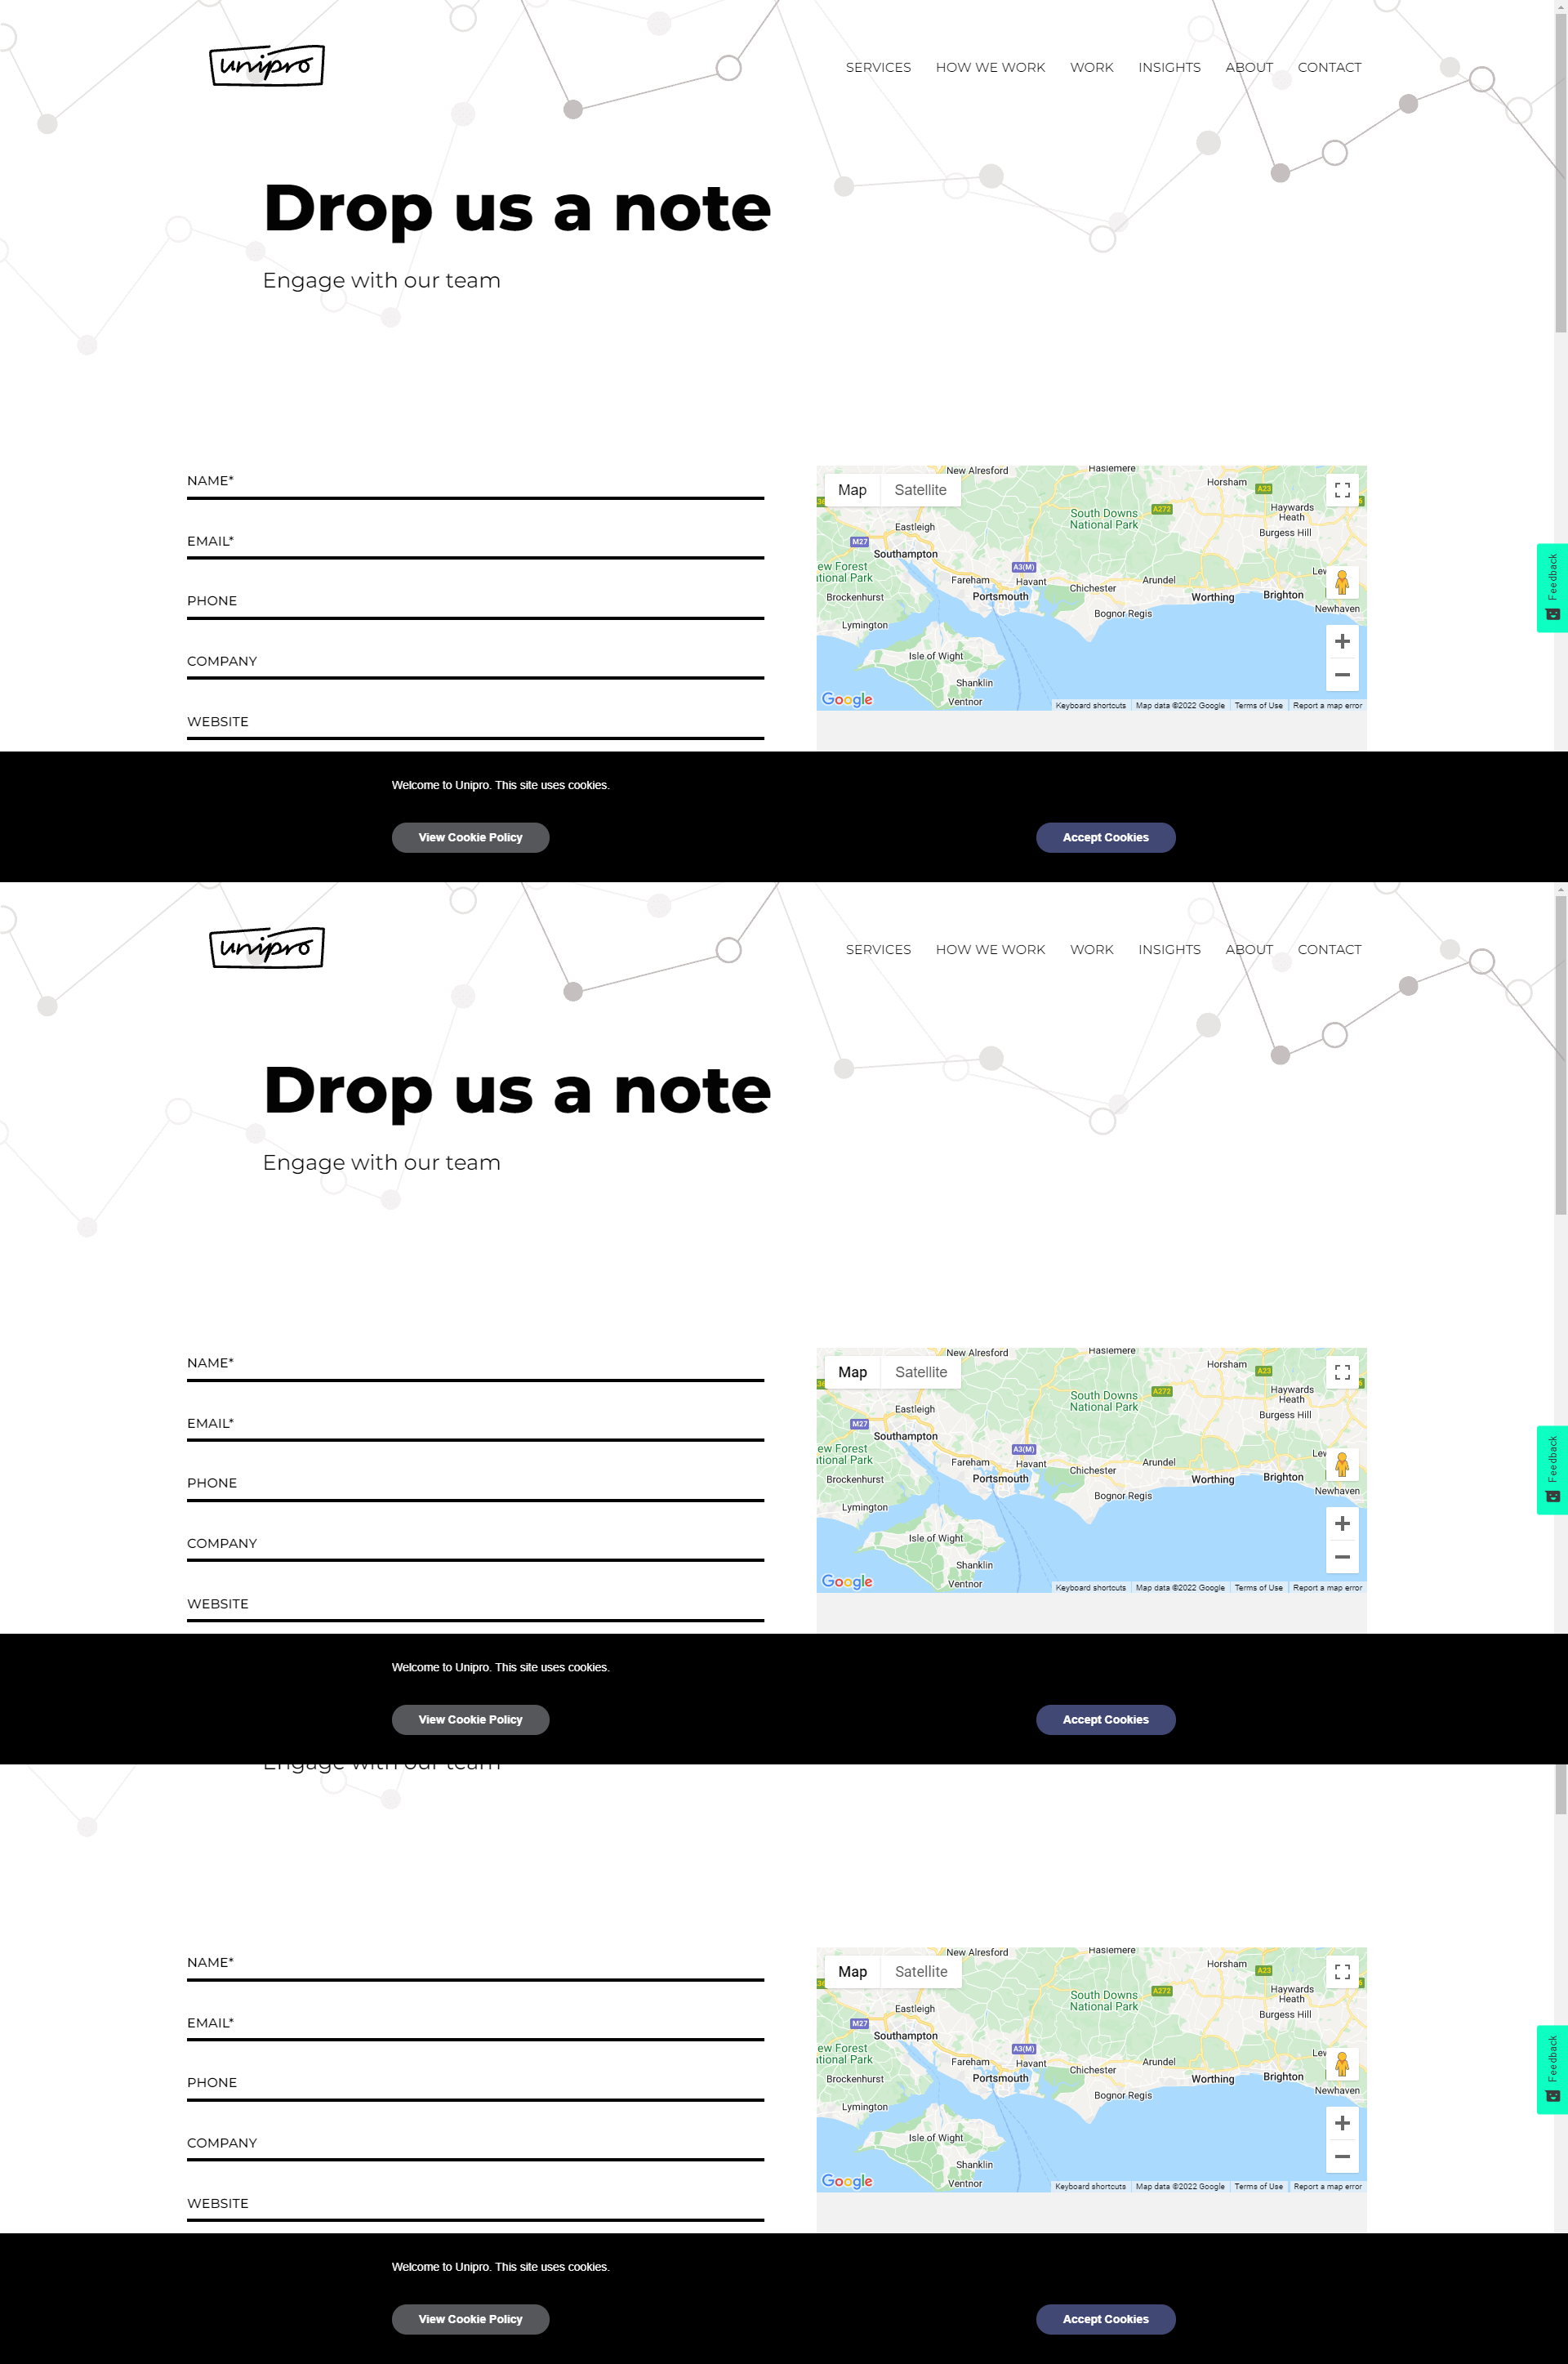 unipro
SERVICES HOW WE WORK WORK INSIGHTS ABOUT CONTACT
Drop us a note
Engage with our team
NAME*
EMAIL*
PHONE
COMPANY
WEBSITE
Map Satellite
New Alresford
Haslemere
Horsham
A23
Haywards
Heath
South Downs
National Park
A272
Burgess Hill
Eastleigh
M27
Southampton
ew Forest
ational Park
A3(M)
Fareham
Havant
Arundel
Lew
Chichester
Brockenhurst
Portsmouth
Worthing
Brighton
Newhaven
Bognor Regis
Lymington
Isle of Wight
Shanklin
Ventnor
Google
Keyboard shortcuts Map data ©2022 Google Terms of Use Report a map error
Feedback
Welcome to Unipro. This site uses cookies.
View Cookie Policy Accept Cookies
unipro
SERVICES HOW WE WORK WORK INSIGHTS ABOUT CONTACT
Drop us a note
Engage with our team
NAME*
EMAIL*
PHONE
COMPANY
WEBSITE
Map Satellite
New Alresford
Haslemere
Horsham
A23
Haywards
Heath
South Downs
National Park
A272
Burgess Hill
Eastleigh
M27
Southampton
ew Forest
ational Park
A3(M)
Fareham
Havant
Arundel
Lew
Chichester
Brockenhurst
Portsmouth
Worthing
Brighton
Newhaven
Bognor Regis
Lymington
Isle of Wight
Shanklin
Ventnor
Google
Keyboard shortcuts Map data ©2022 Google Terms of Use Report a map error
Feedback
Welcome to Unipro. This site uses cookies.
View Cookie Policy Accept Cookies
Engage with our team
NAME*
EMAIL*
PHONE
COMPANY
WEBSITE
Map Satellite
New Alresford
Haslemere
Horsham
A23
Haywards
Heath
South Downs
National Park
A272
Burgess Hill
Eastleigh
M27
Southampton
ew Forest
ational Park
A3(M)
Fareham
Havant
Arundel
Lew
Chichester
Brockenhurst
Portsmouth
Worthing
Brighton
Newhaven
Bognor Regis
Lymington
Isle of Wight
Shanklin
Ventnor
Google
Keyboard shortcuts Map data ©2022 Google Terms of Use Report a map error
Feedback
Welcome to Unipro. This site uses cookies.
View Cookie Policy Accept Cookies